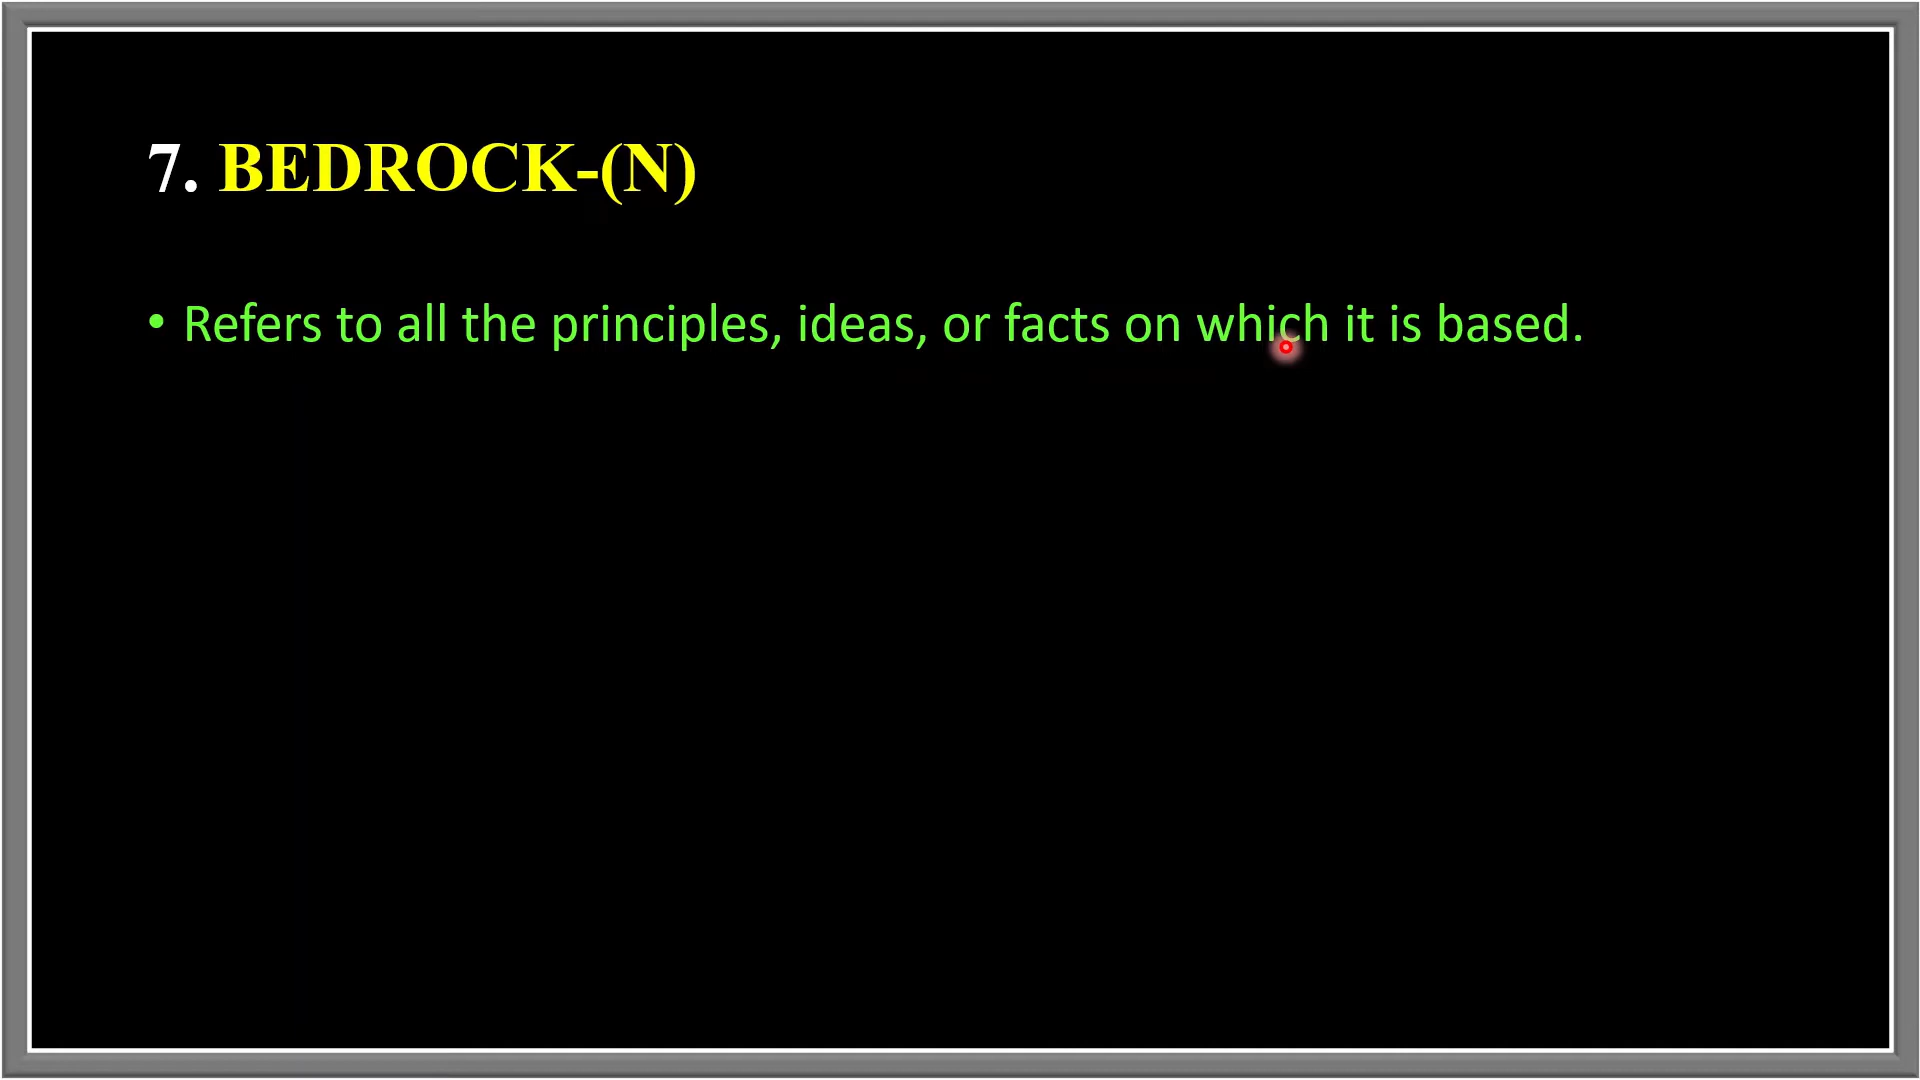 7. BEDROCK-(N)
• Refers to all the principles, ideas, or facts on which it is based.